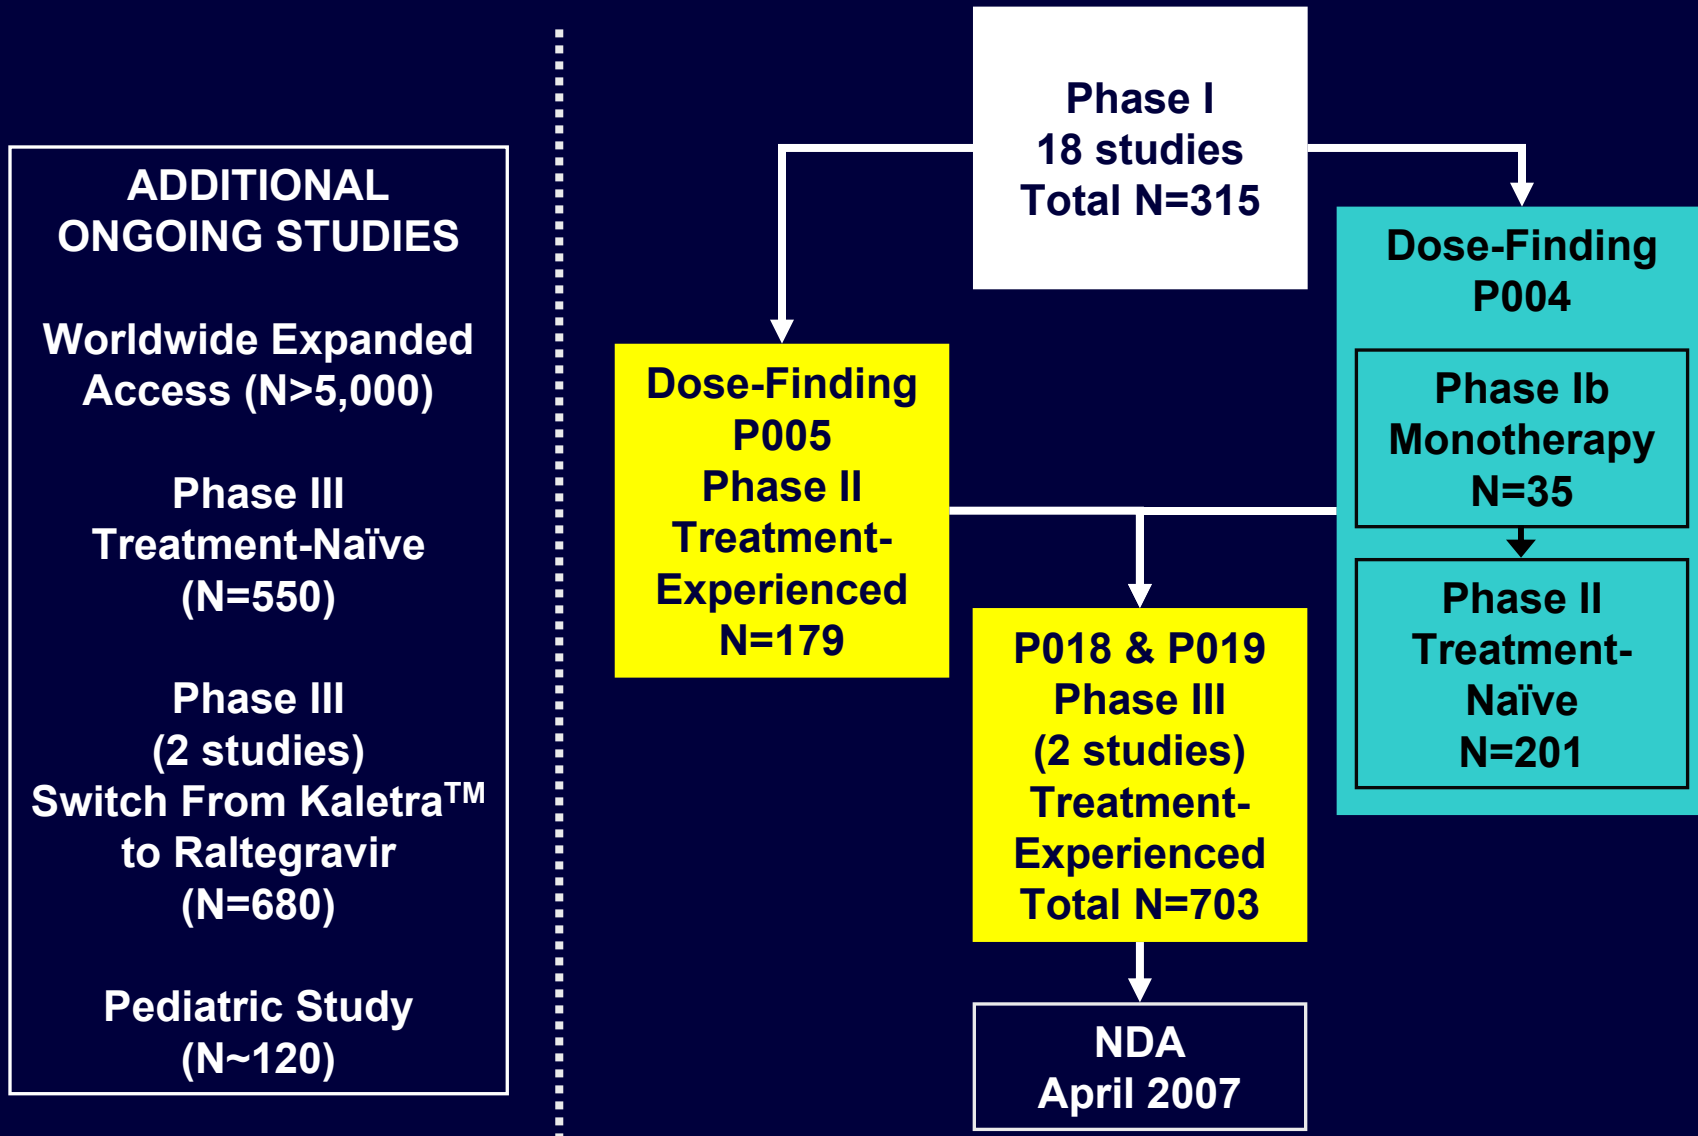 ADDITIONAL
ONGOING STUDIES
Worldwide Expanded
Access (N>5,000)
Phase III
Treatment-Naïve
(N=550)
Phase III
(2 studies)
Switch From Kaletra™
to Raltegravir
(N=680)
Pediatric Study
(N~120)
Phase I
18 studies
Total N=315
Dose-Finding
P005
Phase II
Treatment-
Experienced
N=179
Dose-Finding
P004
Phase Ib
Monotherapy
N=35
Phase II
Treatment-
Naïve
N=201
P018 & P019
Phase III
(2 studies)
Treatment-
Experienced
Total N=703
NDA
April 2007